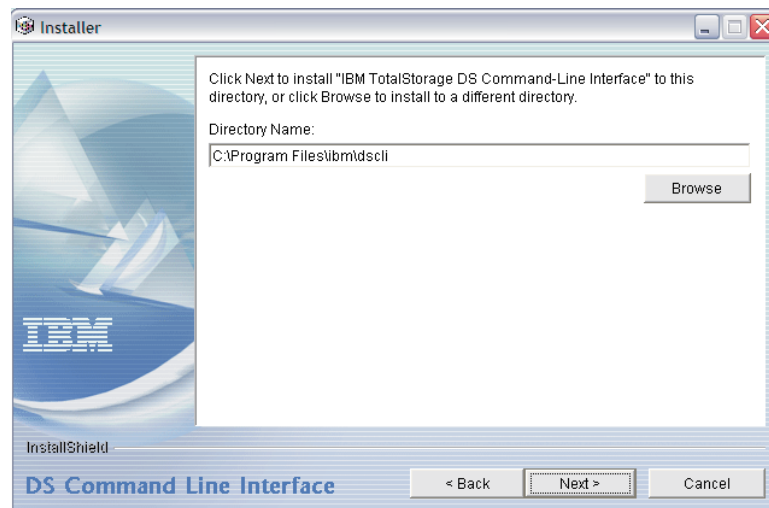 Installer
Click Next to install "IBM TotalStorage DS Command-Line Interface" to this
directory, or click Browse to install to a different directory.
Directory Name:
C:\Program Files\ibm\dscli
Browse
IBM
InstallShield
DS Command Line Interface
< Back
Next >
Cancel